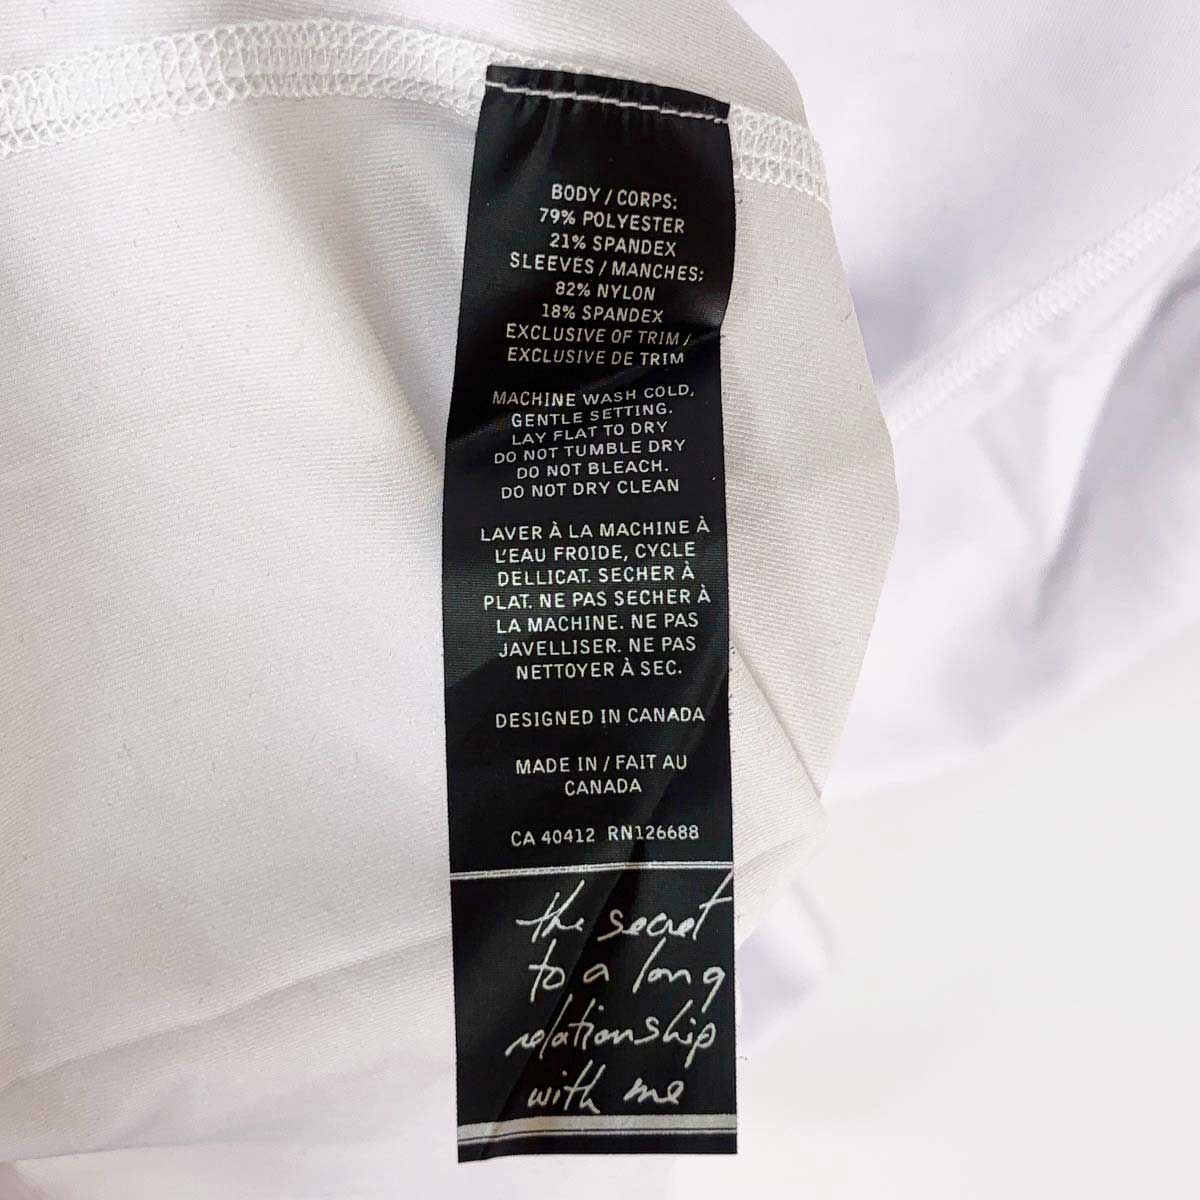 BODY / CORPS:
79% POLYESTER
21% SPANDEX
SLEEVES / MANCHES:
82% NYLON
18% SPANDEX
EXCLUSIVE OF TRIM /
EXCLUSIVE DE TRIM
MACHINE WASH COLD,
GENTLE SETTING.
LAY FLAT TO DRY
DO NOT TUMBLE DRY
DO NOT BLEACH.
DO NOT DRY CLEAN
LAVER À LA MACHINE À
L'EAU FROIDE, CYCLE
DELLICAT. SECHER À
PLAT. NE PAS SECHER À
LA MACHINE. NE PAS
JAVELLISER. NE PAS
NETTOYER À SEC.
DESIGNED IN CANADA
MADE IN / FAIT AU
CANADA
CA 40412 RN126688
the secret
to a long
relationship
with me